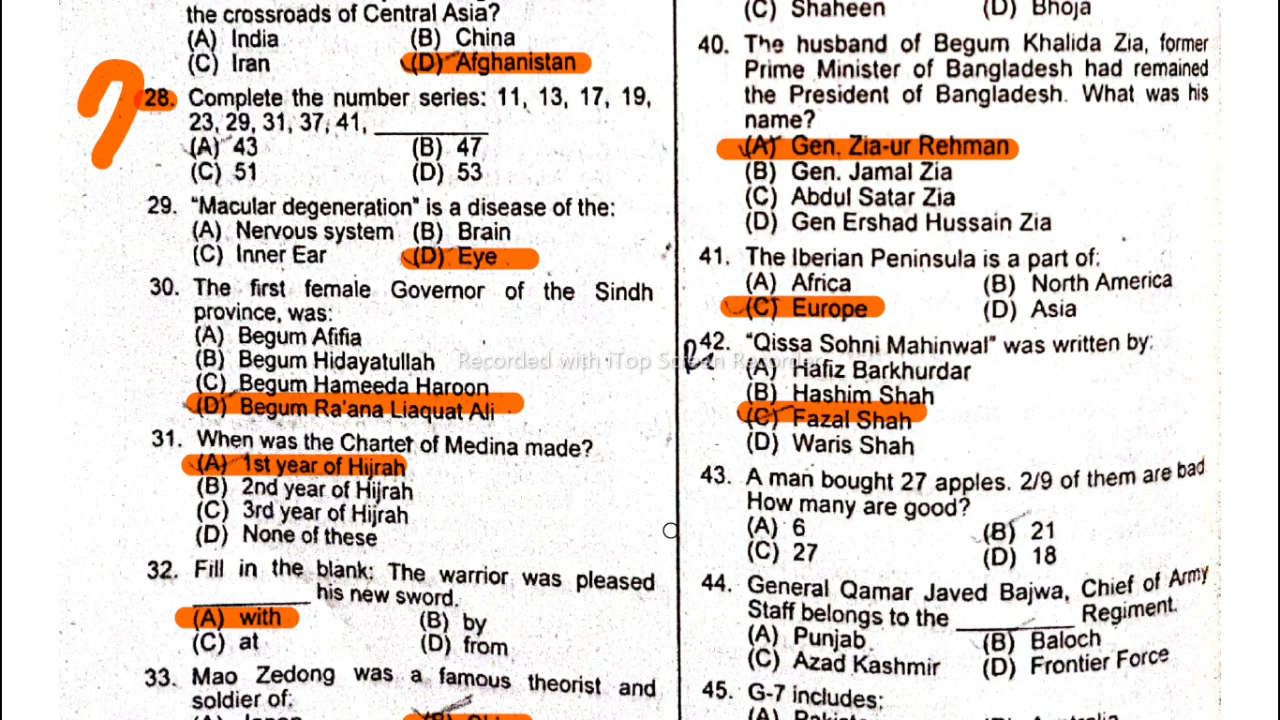 the crossroads of Central Asia?
(A) India (B) China
(C) Iran (D) Afghanistan
28. Complete the number series: 11, 13, 17, 19,
23, 29, 31, 37, 41, ________
(A) 43 (B) 47
(C) 51 (D) 53
29. "Macular degeneration" is a disease of the:
(A) Nervous system (B) Brain
(C) Inner Ear (D) Eye
30. The first female Governor of the Sindh
province, was:
(A) Begum Afifia
(B) Begum Hidayatullah
(C) Begum Hameeda Haroon
(D) Begum Ra'ana Liaquat Ali
31. When was the Charter of Medina made?
(A) 1st year of Hijrah
(B) 2nd year of Hijrah
(C) 3rd year of Hijrah
(D) None of these
32. Fill in the blank: The warrior was pleased
________ his new sword.
(A) with (B) by
(C) at (D) from
33. Mao Zedong was a famous theorist and
soldier of:
(C) Shaheen (D) Bhoja
40. The husband of Begum Khalida Zia, former
Prime Minister of Bangladesh had remained
the President of Bangladesh. What was his
name?
(A) Gen. Zia-ur Rehman
(B) Gen. Jamal Zia
(C) Abdul Satar Zia
(D) Gen Ershad Hussain Zia
41. The Iberian Peninsula is a part of:
(A) Africa (B) North America
(C) Europe (D) Asia
42. "Qissa Sohni Mahinwal" was written by:
(A) Hafiz Barkhurdar
(B) Hashim Shah
(C) Fazal Shah
(D) Waris Shah
43. A man bought 27 apples. 2/9 of them are bad
How many are good?
(A) 6 (B) 21
(C) 27 (D) 18
44. General Qamar Javed Bajwa, Chief of Army
Staff belongs to the ________ Regiment.
(A) Punjab (B) Baloch
(C) Azad Kashmir (D) Frontier Force
45. G-7 includes:
Recorded with iTop Screen Recorder